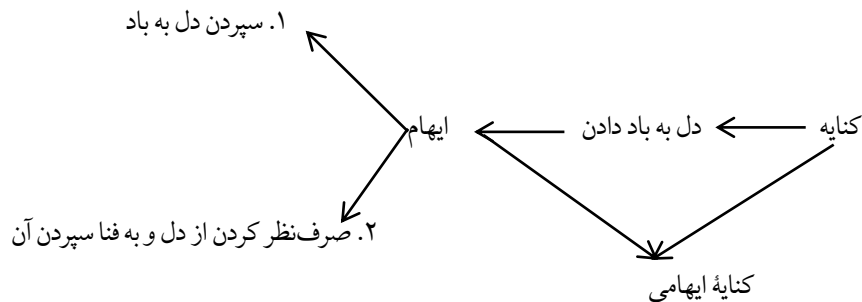 ۱. سپردن دل به باد
کنایه دل به باد دادن ایهام
۲. صرف‌نظر کردن از دل و به فنا سپردن آن
کنایۀ ایهامی